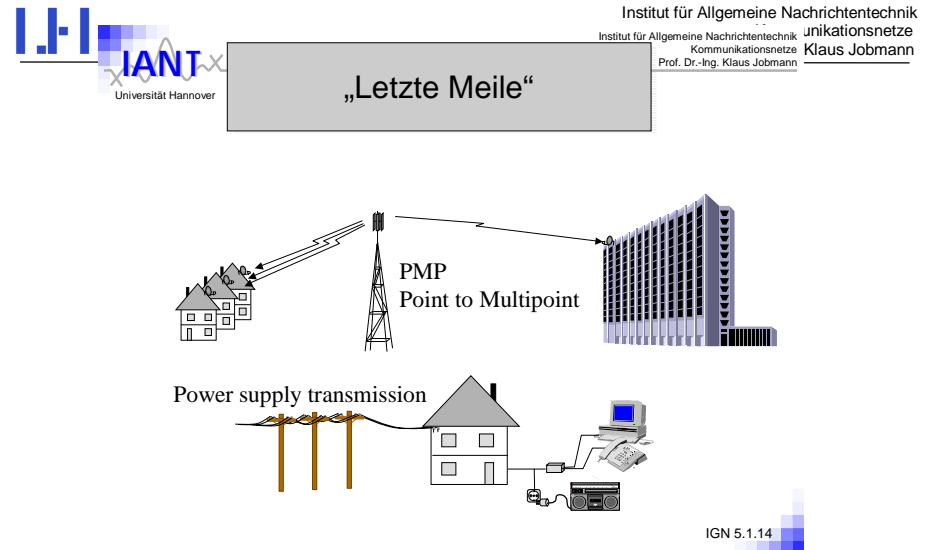 Institut für Allgemeine Nachrichtentechnik
unikationsnetze
Klaus Jobmann
Institut für Allgemeine Nachrichtentechnik
Kommunikationsnetze
Prof. Dr.-Ing. Klaus Jobmann
IANT
Universität Hannover
„Letzte Meile“
PMP
Point to Multipoint
Power supply transmission
IGN 5.1.14